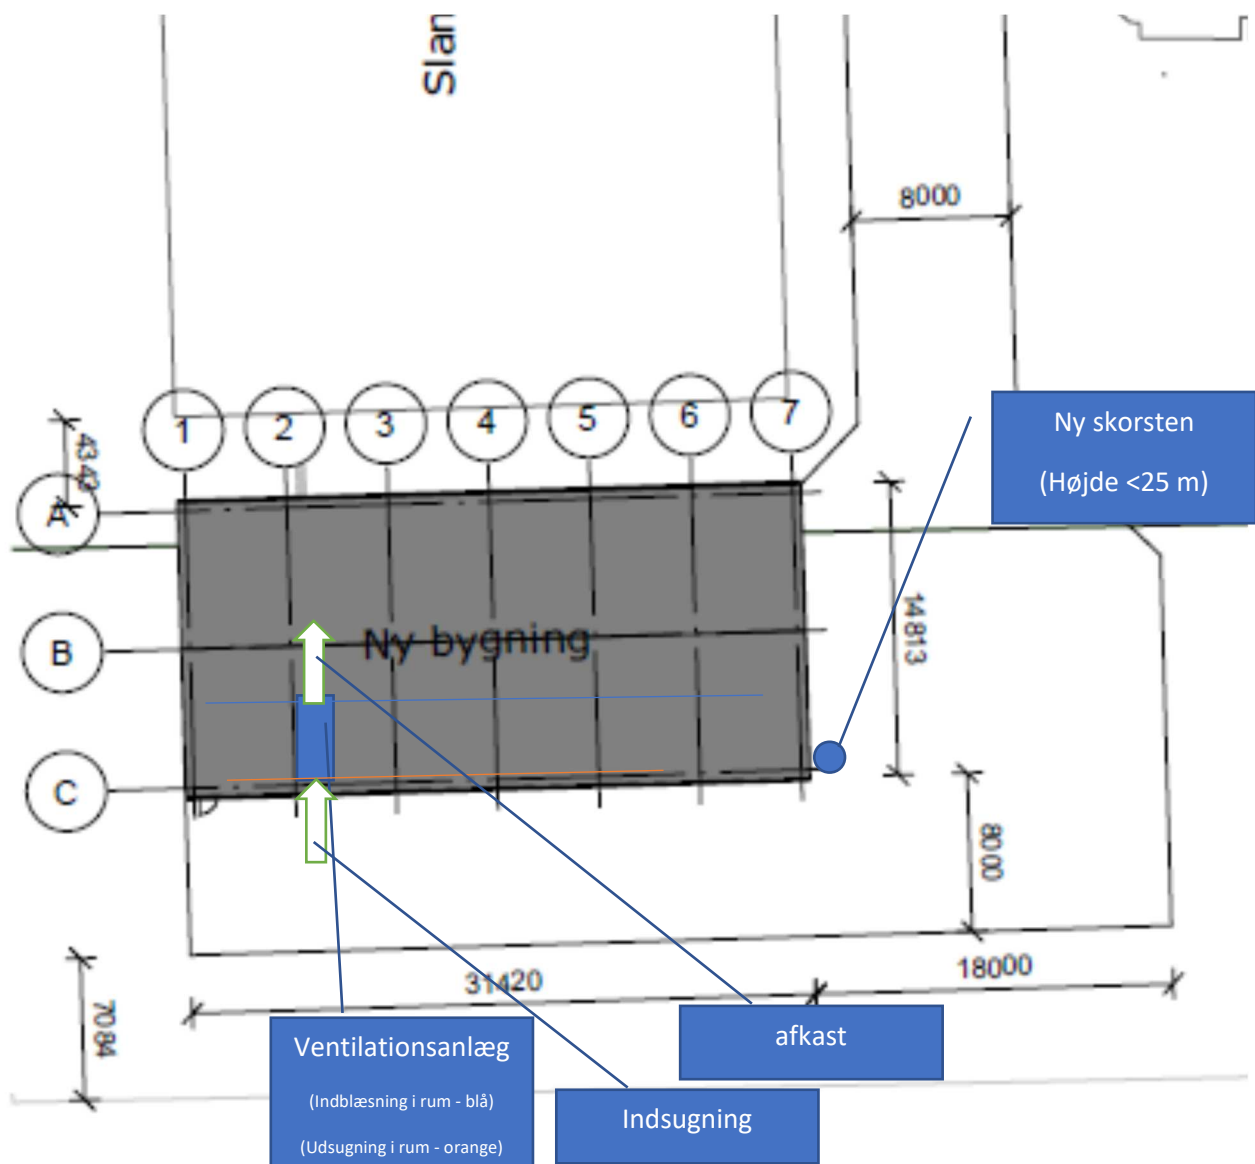 Slan
8000
1
2
3
4
5
6
7
4343
A
B
C
Ny bygning
14813
8000
31420
18000
7084
Ny skorsten
(Højde <25 m)
Ventilationsanlæg
(Indblæsning i rum - blå)
(Udsugning i rum - orange)
afkast
Indsugning